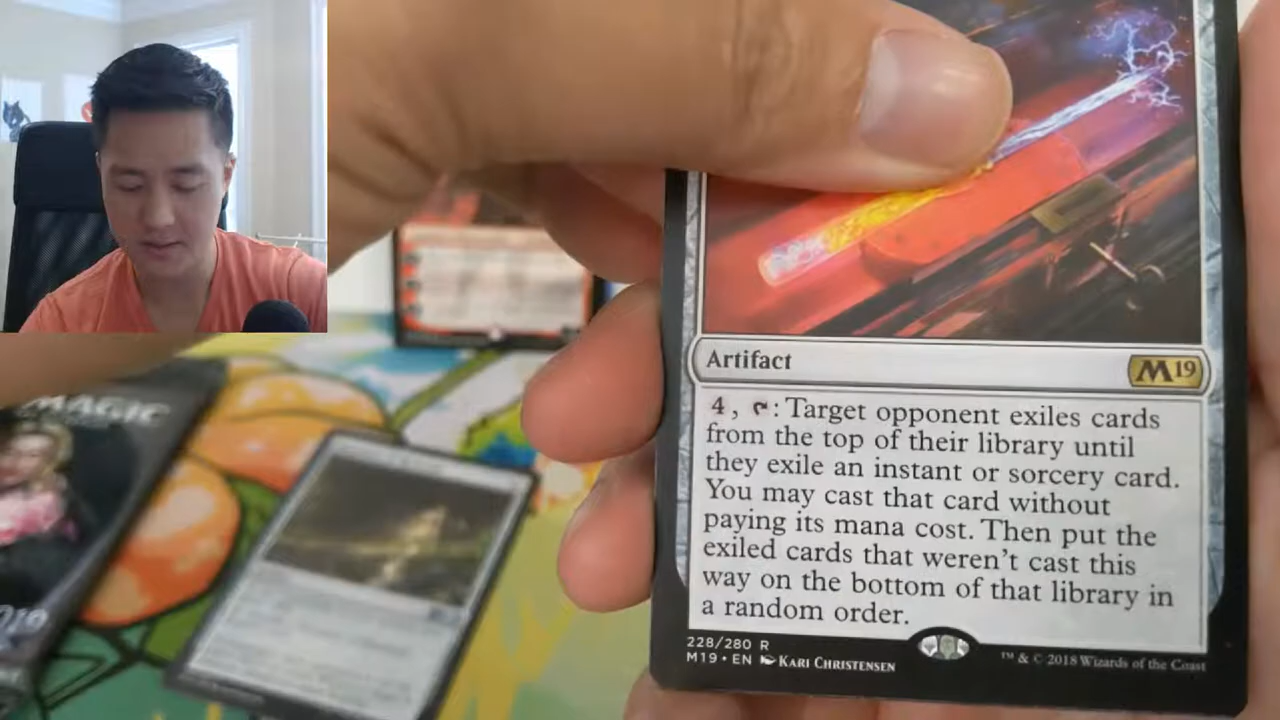 Artifact
M19
4, T: Target opponent exiles cards
from the top of their library until
they exile an instant or sorcery card.
You may cast that card without
paying its mana cost. Then put the
exiled cards that weren't cast this
way on the bottom of that library in
a random order.
228/280 R
M19 • EN KARI CHRISTENSEN
™ & © 2018 Wizards of the Coast
MAGIC